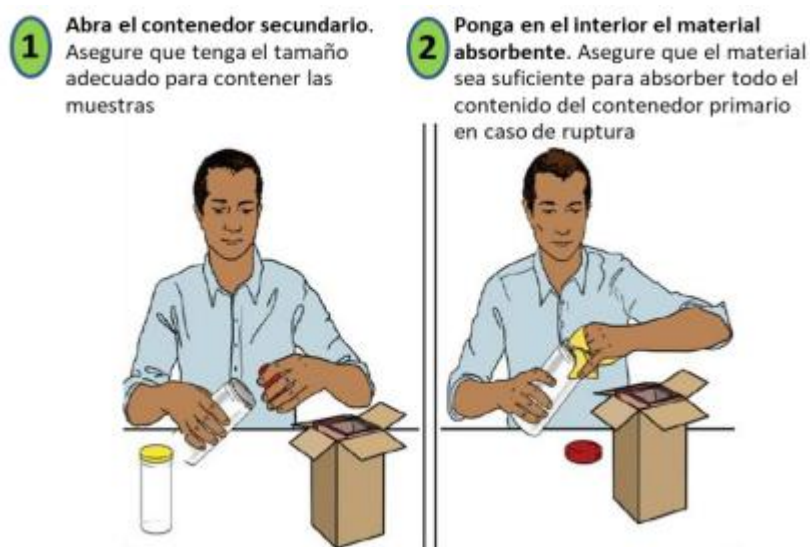 1
Abra el contenedor secundario.
Asegure que tenga el tamaño
adecuado para contener las
muestras
2
Ponga en el interior el material
absorbente. Asegure que el material
sea suficiente para absorber todo el
contenido del contenedor primario
en caso de ruptura